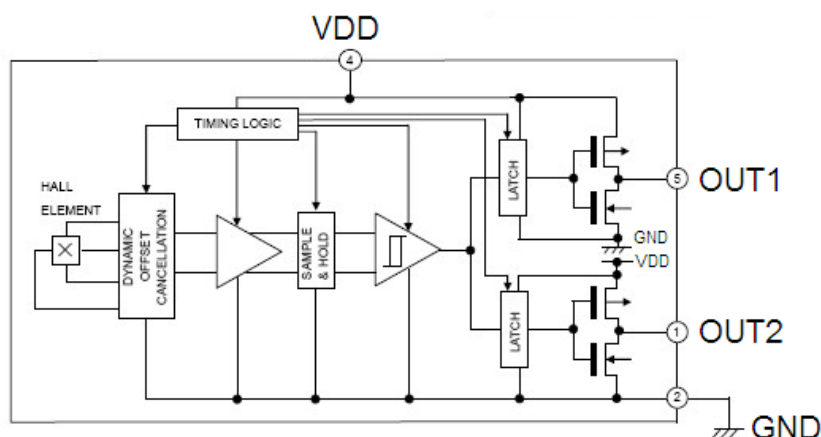 VDD
4
TIMING LOGIC
HALL
ELEMENT
DYNAMIC
OFFSET
CANCELLATION
SAMPLE
& HOLD
LATCH
5
OUT1
GND
VDD
LATCH
1
OUT2
2
GND